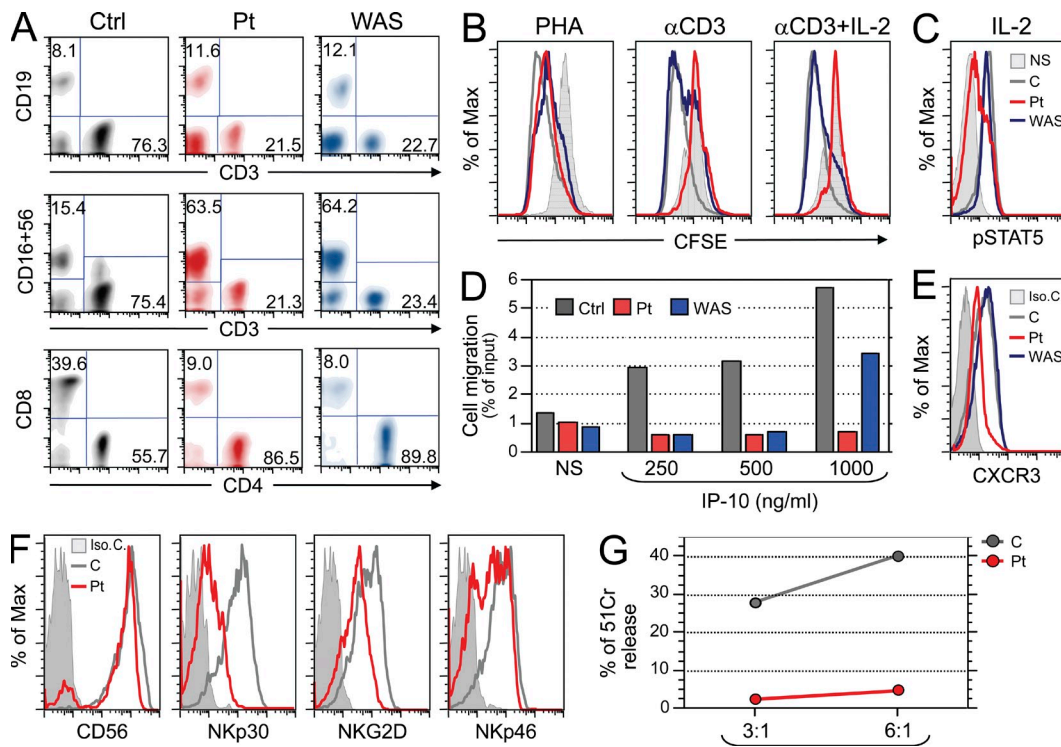 A
Ctrl
Pt
WAS
CD19
8.1
76.3
11.6
21.5
12.1
22.7
CD3
CD16+56
15.4
75.4
63.5
21.3
64.2
23.4
CD3
CD8
39.6
55.7
9.0
86.5
8.0
89.8
CD4
B
PHA
αCD3
αCD3+IL-2
% of Max
CFSE
C
IL-2
NS
C
Pt
WAS
% of Max
pSTAT5
D
Ctrl
Pt
WAS
Cell migration
(% of input)
6
5
4
3
2
1
0
NS
250
500
1000
IP-10 (ng/ml)
E
Iso.C
C
Pt
WAS
% of Max
CXCR3
F
Iso.C.
C
Pt
% of Max
CD56
NKp30
NKG2D
NKp46
G
C
Pt
% of 51Cr
release
40
30
20
10
0
3:1
6:1